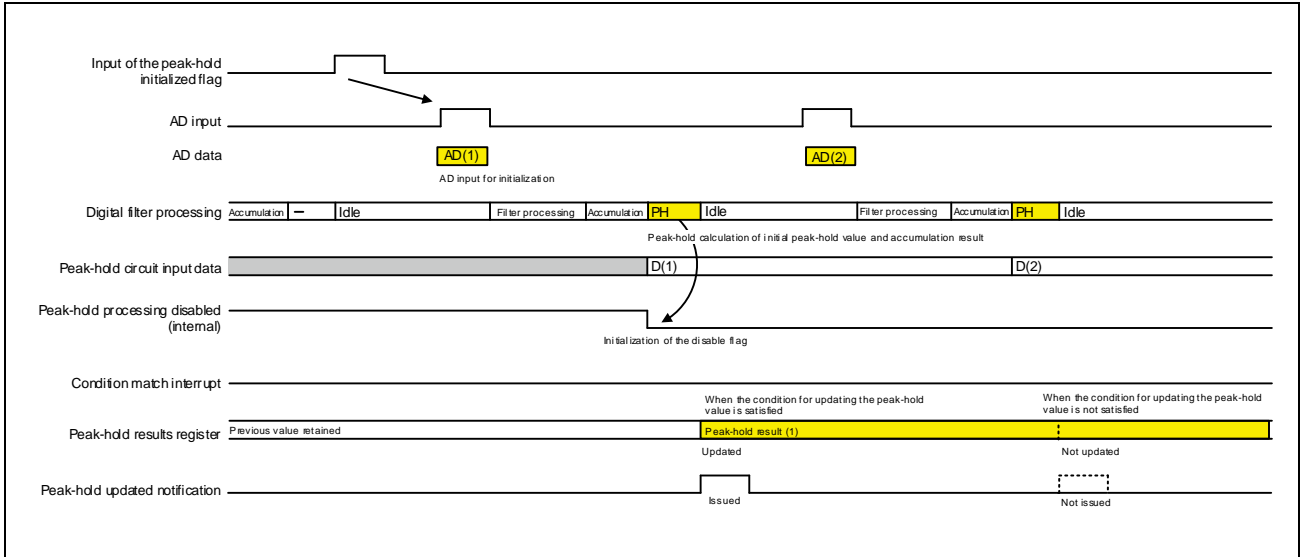 Input of the peak-hold
initialized flag
AD input
AD data
AD(1)
AD(2)
AD input for initialization
Digital filter processing
Accumulation
–
Idle
Filter processing
Accumulation
PH
Idle
Filter processing
Accumulation
PH
Idle
Peak-hold calculation of initial peak-hold value and accumulation result
Peak-hold circuit input data
D(1)
D(2)
Peak-hold processing disabled
(internal)
Initialization of the disable flag
Condition match interrupt
When the condition for updating the peak-hold
value is satisfied
When the condition for updating the peak-hold
value is not satisfied
Peak-hold results register
Previous value retained
Peak-hold result (1)
Updated
Not updated
Peak-hold updated notification
Issued
Not issued